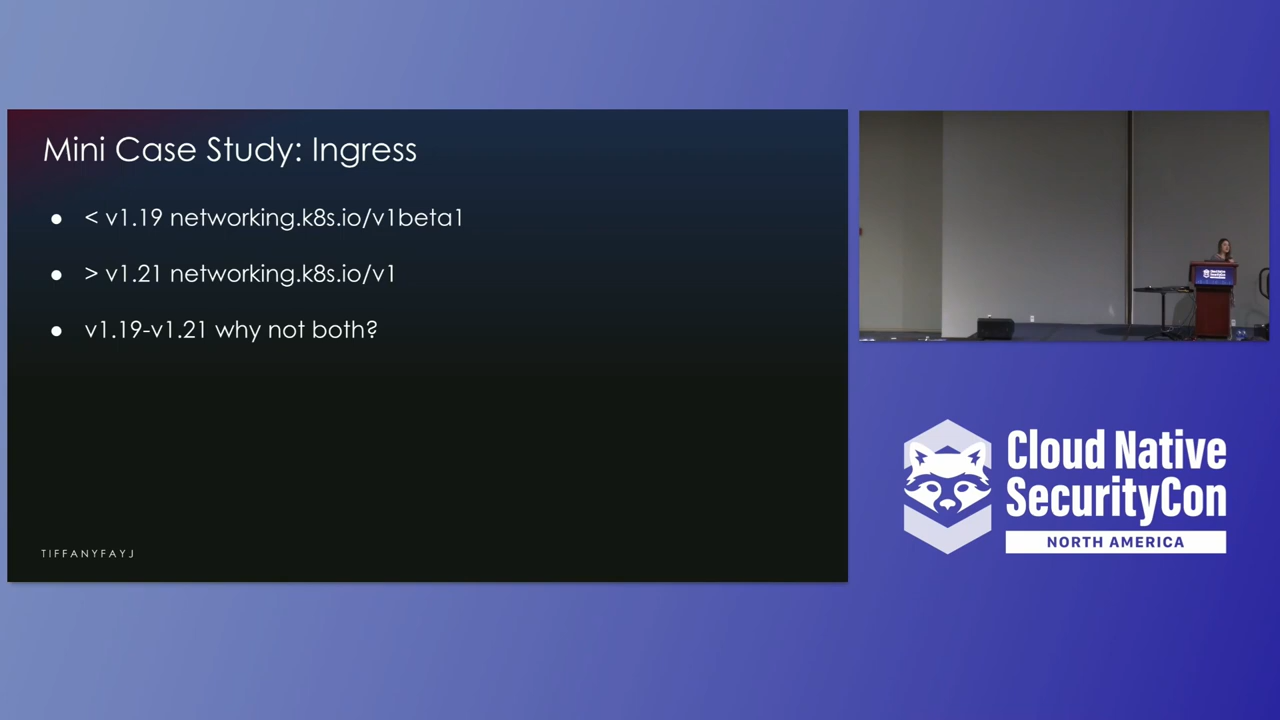 Mini Case Study: Ingress
● < v1.19 networking.k8s.io/v1beta1
● > v1.21 networking.k8s.io/v1
● v1.19-v1.21 why not both?
TIFFANYFAYJ
Cloud Native
SecurityCon
NORTH AMERICA